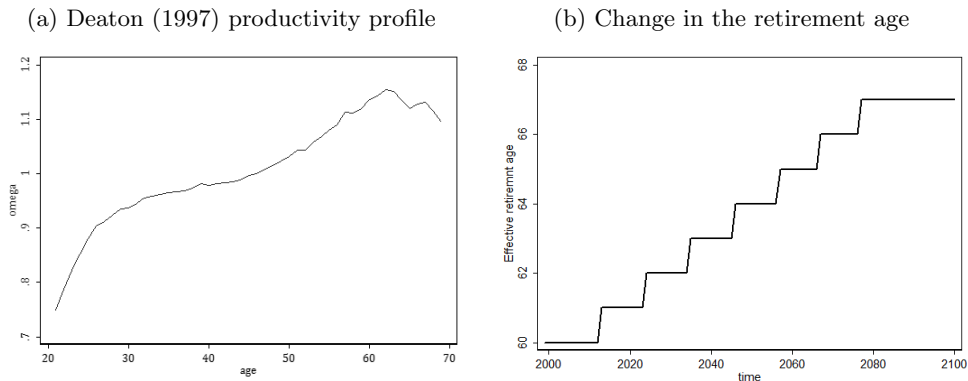 (a) Deaton (1997) productivity profile
1.2
1.1
1
.9
.8
.7
omega
20 30 40 50 60 70
age
(b) Change in the retirement age
68
66
64
62
60
Effective retiremnt age
2000 2020 2040 2060 2080 2100
time